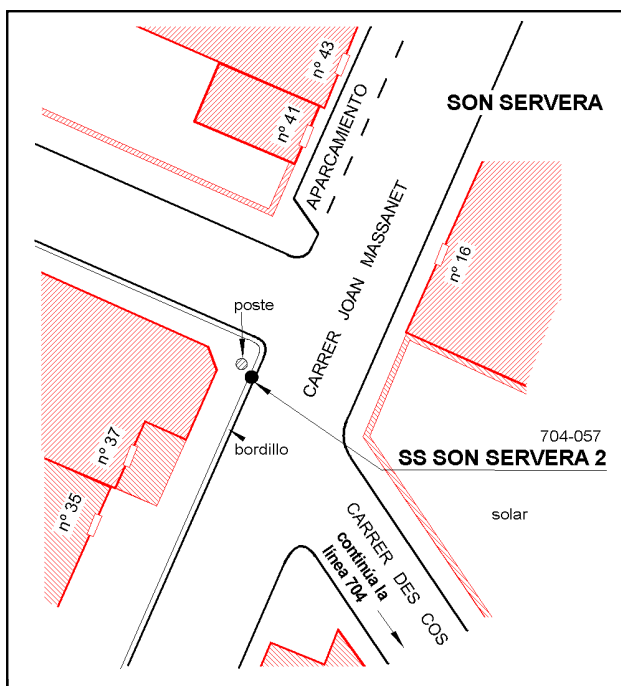 nº 43
nº 41
APARCAMIENTO
SON SERVERA
CARRER JOAN MASSANET
nº 16
poste
bordillo
704-057
SS SON SERVERA 2
nº 37
nº 35
solar
CARRER DES COS
continúa la
línea 704